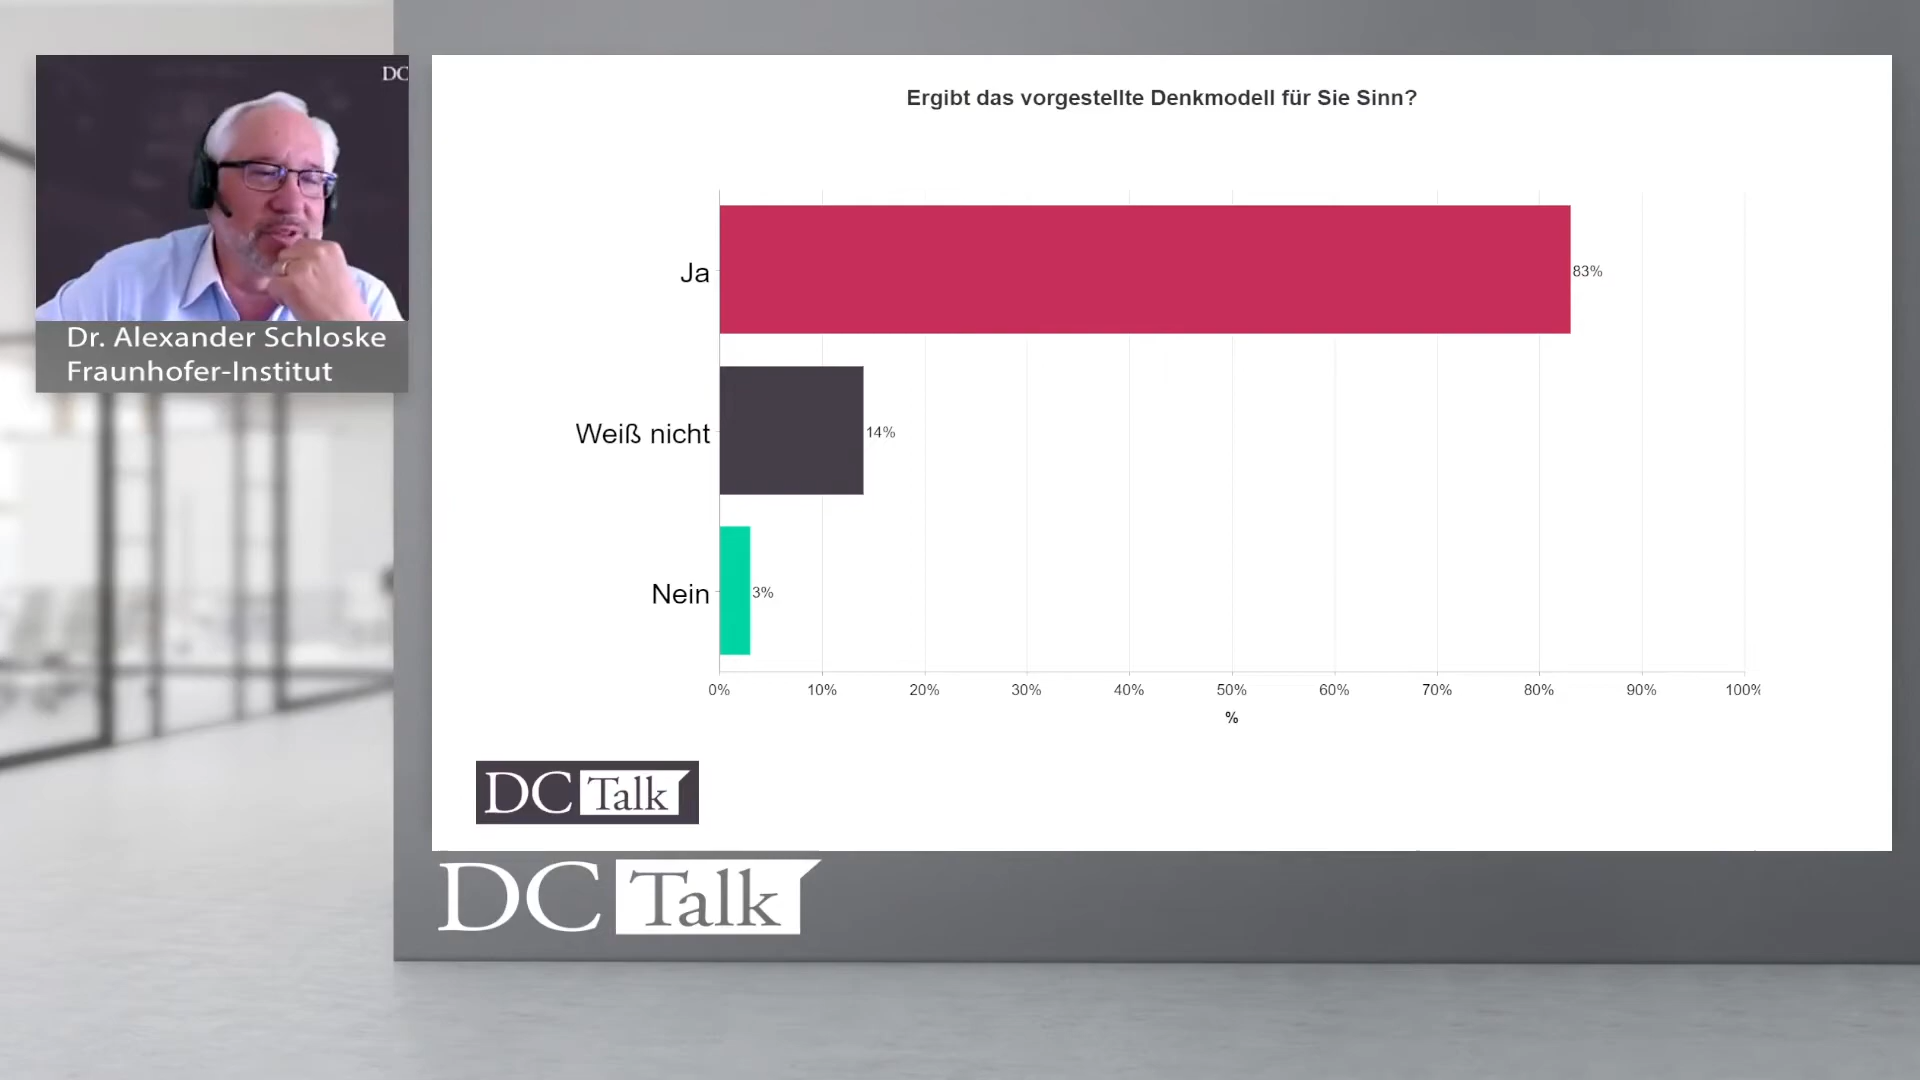 DC
Dr. Alexander Schloske
Fraunhofer-Institut
Ergibt das vorgestellte Denkmodell für Sie Sinn?
Ja
83%
Weiß nicht
14%
Nein
3%
0% 10% 20% 30% 40% 50% 60% 70% 80% 90% 100%
%
DC Talk
DC Talk